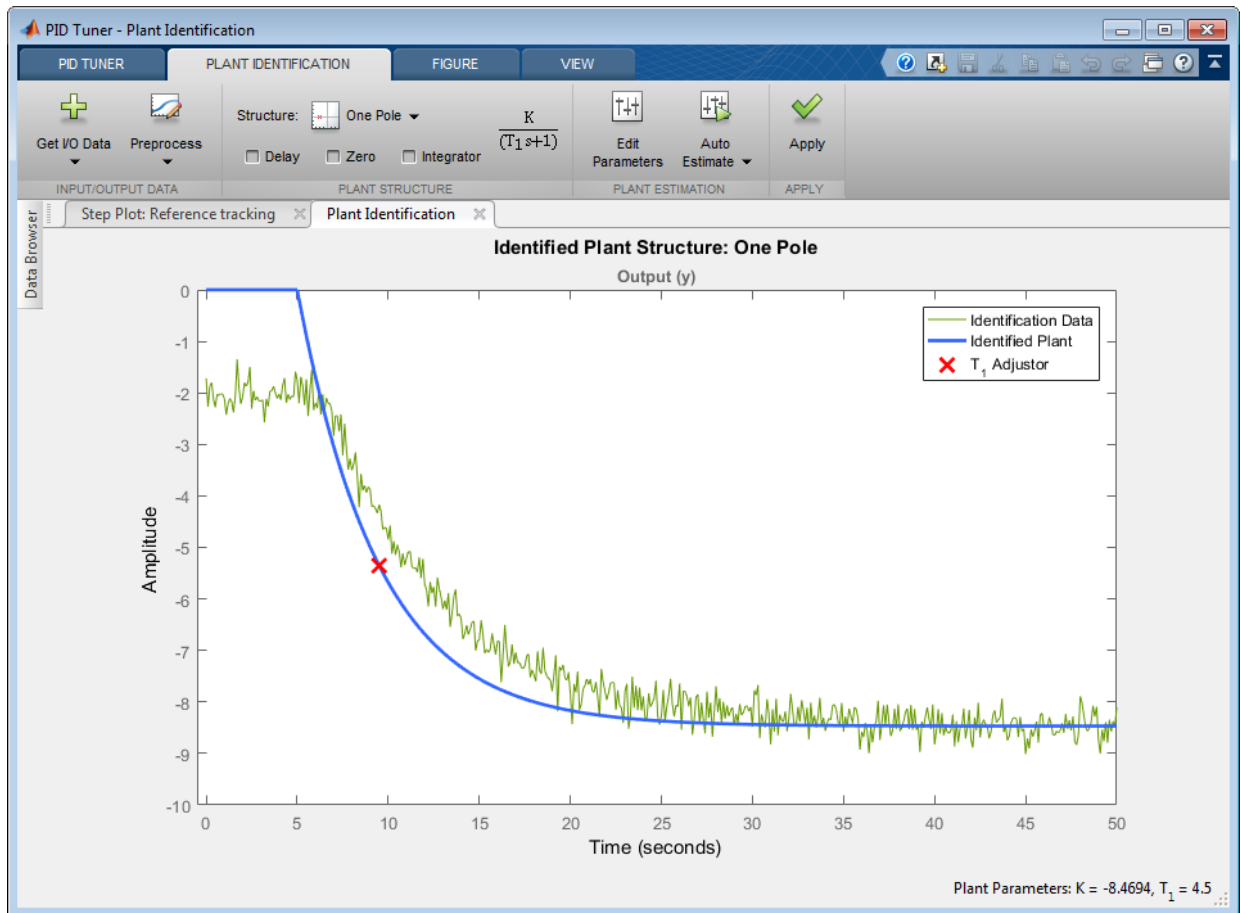 PID Tuner - Plant Identification
PID TUNER
PLANT IDENTIFICATION
FIGURE
VIEW
Get I/O Data
Preprocess
Structure:
One Pole
Delay
Zero
Integrator
K
(T1s+1)
Edit
Parameters
Auto
Estimate
Apply
INPUT/OUTPUT DATA
PLANT STRUCTURE
PLANT ESTIMATION
APPLY
Data Browser
Step Plot: Reference tracking
Plant Identification
Identified Plant Structure: One Pole
Output (y)
Identification Data
Identified Plant
T1 Adjustor
Amplitude
0
-1
-2
-3
-4
-5
-6
-7
-8
-9
-10
0 5 10 15 20 25 30 35 40 45 50
Time (seconds)
Plant Parameters: K = -8.4694, T1 = 4.5